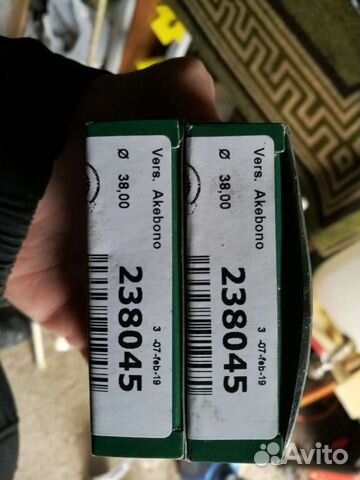 Vers. Akebono
Ø 38,00
238045
3 -07-feb-19
Vers. Akebono
Ø 38,00
238045
3 -07-feb-19
Avito